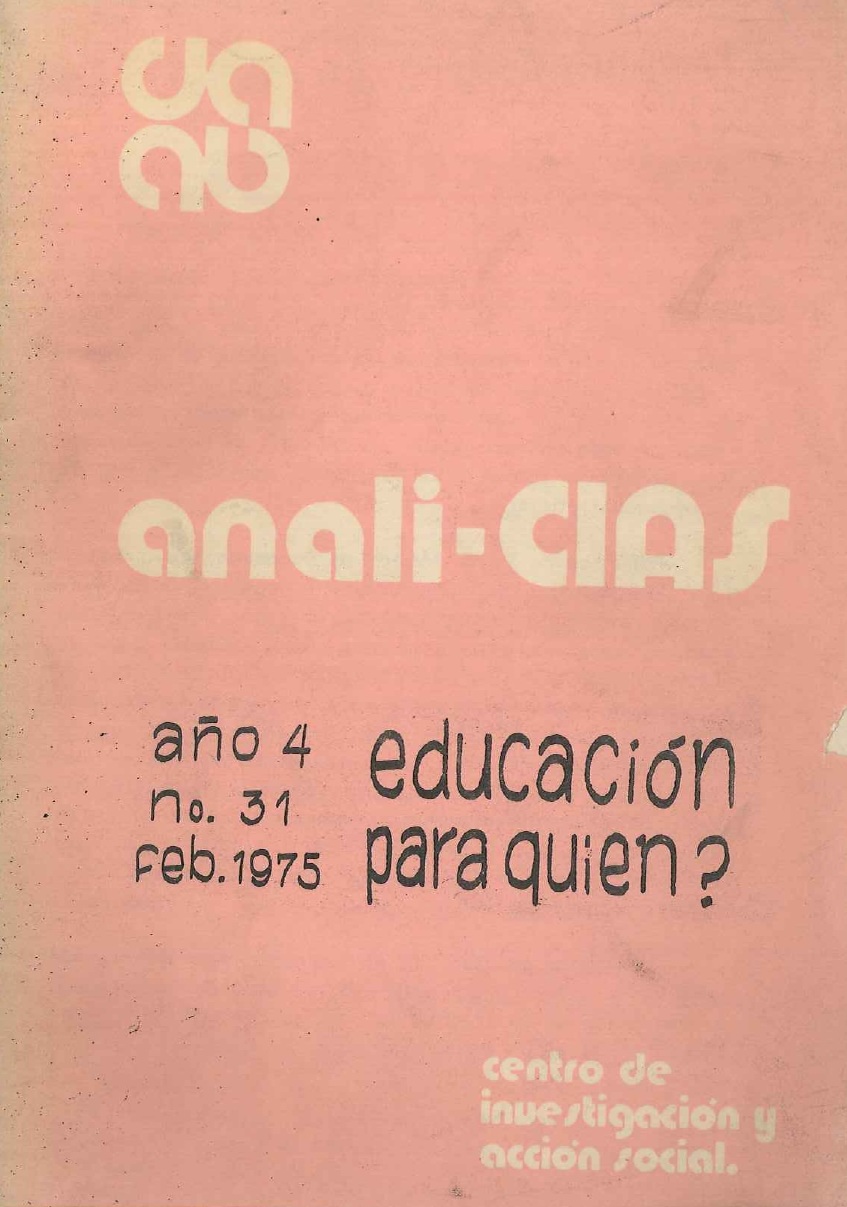 anali-CIAS
año 4
no. 31
feb. 1975
educación
para quien?
centro de
investigación y
acción social.